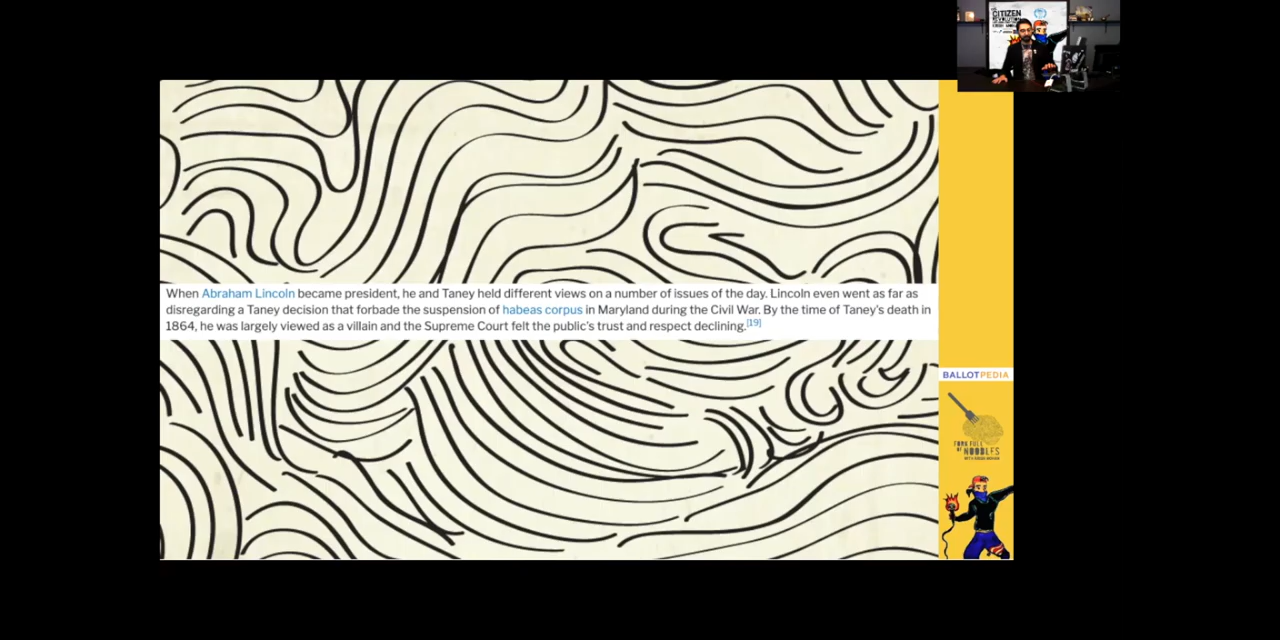 CITIZEN
When Abraham Lincoln became president, he and Taney held different views on a number of issues of the day. Lincoln even went as far as
disregarding a Taney decision that forbade the suspension of habeas corpus in Maryland during the Civil War. By the time of Taney's death in
1864, he was largely viewed as a villain and the Supreme Court felt the public's trust and respect declining.[19]
BALLOTPEDIA
FORK FULL
OF NOODLES